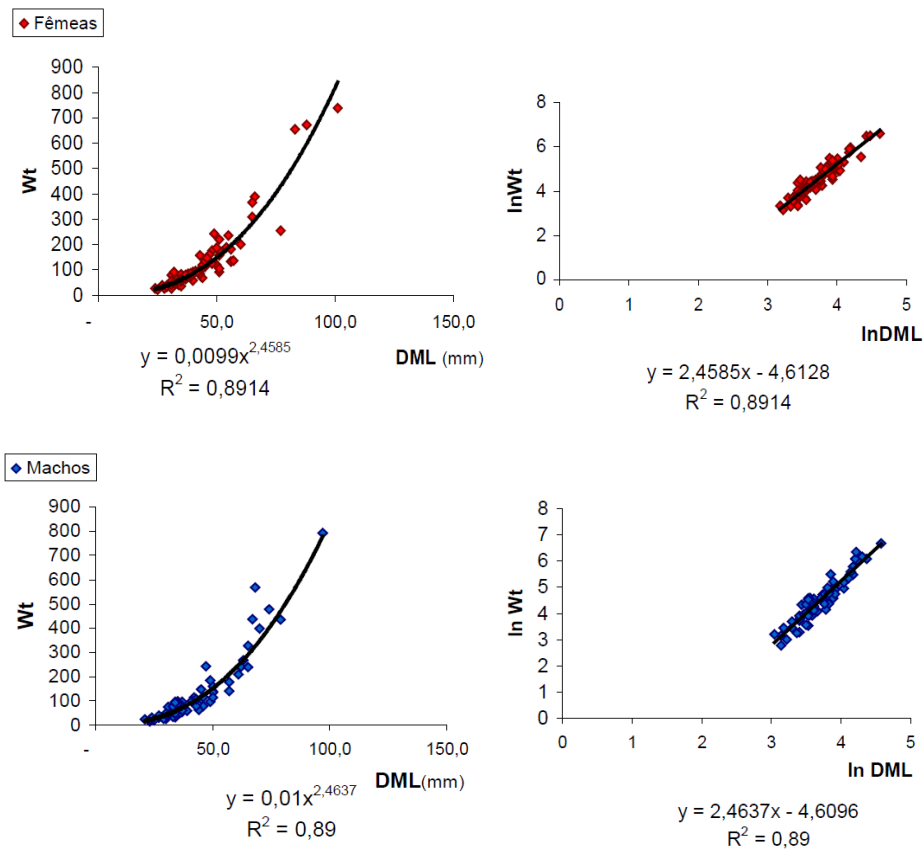 Fêmeas
Wt
900
800
700
600
500
400
300
200
100
0
- 50,0 100,0 150,0
DML (mm)
y = 0,0099x^2,4585
R² = 0,8914
lnWt
8
6
4
2
0
0 1 2 3 4 5
lnDML
y = 2,4585x - 4,6128
R² = 0,8914
Machos
Wt
900
800
700
600
500
400
300
200
100
0
- 50,0 100,0 150,0
DML(mm)
y = 0,01x^2,4637
R² = 0,89
ln Wt
8
7
6
5
4
3
2
1
0
0 1 2 3 4 5
ln DML
y = 2,4637x - 4,6096
R² = 0,89